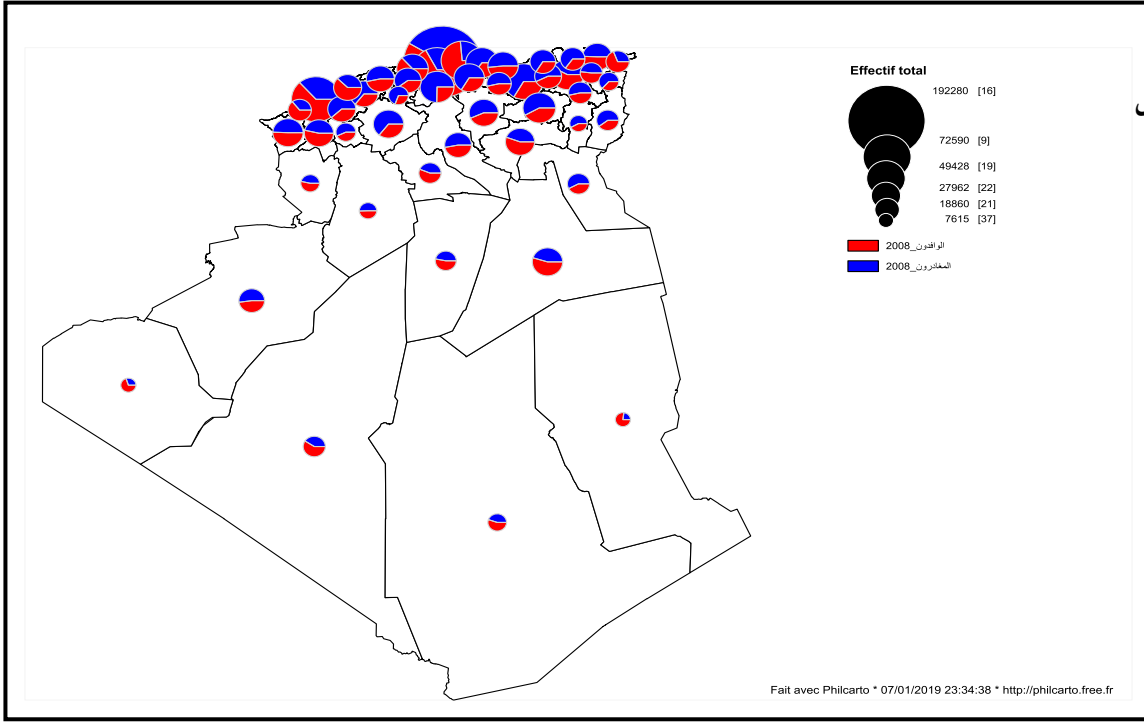 Effectif total
192280 [16]
72590 [9]
49428 [19]
27962 [22]
18860 [21]
7615 [37]
الوافدون_2008
المغادرون_2008
Fait avec Philcarto * 07/01/2019 23:34:38 * http://philcarto.free.fr